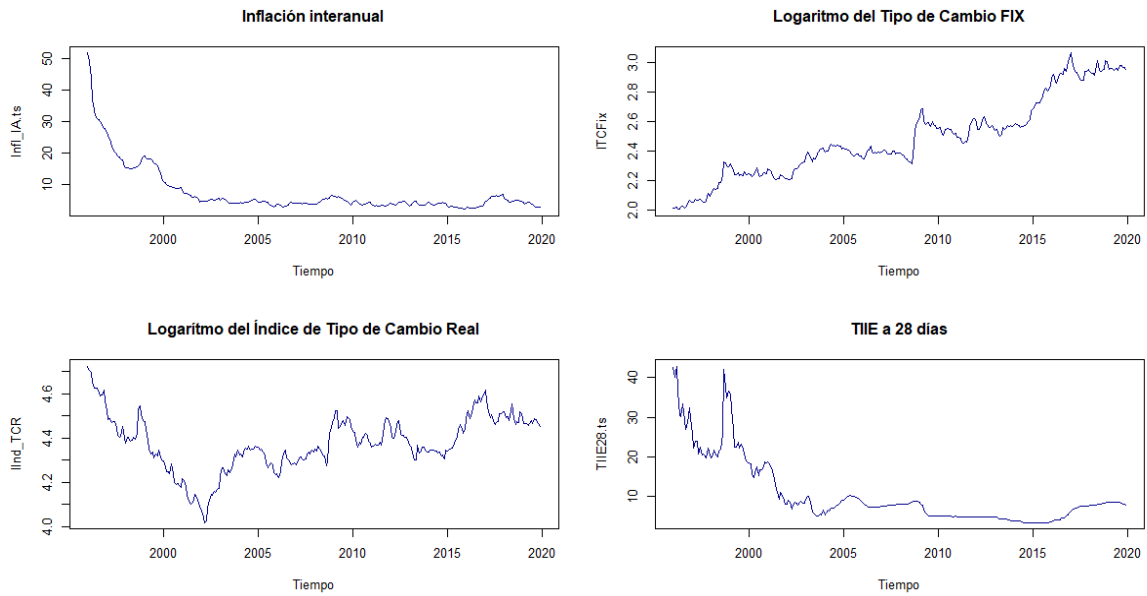 Inflación interanual
Infl_IA.ts
50
40
30
20
10
2000 2005 2010 2015 2020
Tiempo
Logaritmo del Tipo de Cambio FIX
lTCFix
3.0
2.8
2.6
2.4
2.2
2.0
2000 2005 2010 2015 2020
Tiempo
Logarítmo del Índice de Tipo de Cambio Real
lInd_TCR
4.6
4.4
4.2
4.0
2000 2005 2010 2015 2020
Tiempo
TIIE a 28 días
TIIE28.ts
40
30
20
10
2000 2005 2010 2015 2020
Tiempo